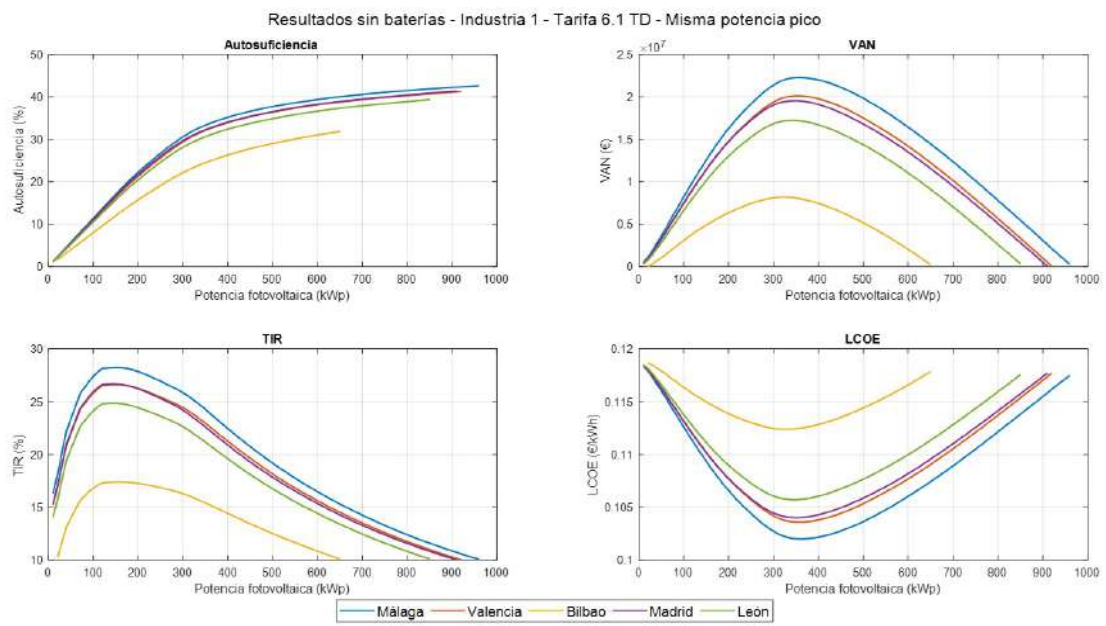 Resultados sin baterías - Industria 1 - Tarifa 6.1 TD - Misma potencia pico
Autosuficiencia
50
40
30
20
10
0
0 100 200 300 400 500 600 700 800 900 1000
Autosuficiencia (%)
Potencia fotovoltaica (kWp)
VAN
×10⁷
2.5
2
1.5
1
0.5
0
0 100 200 300 400 500 600 700 800 900 1000
VAN (€)
Potencia fotovoltaica (kWp)
TIR
30
25
20
15
10
0 100 200 300 400 500 600 700 800 900 1000
TIR (%)
Potencia fotovoltaica (kWp)
LCOE
0.12
0.115
0.11
0.105
0.1
0 100 200 300 400 500 600 700 800 900 1000
LCOE (€/kWh)
Potencia fotovoltaica (kWp)
Málaga Valencia Bilbao Madrid León